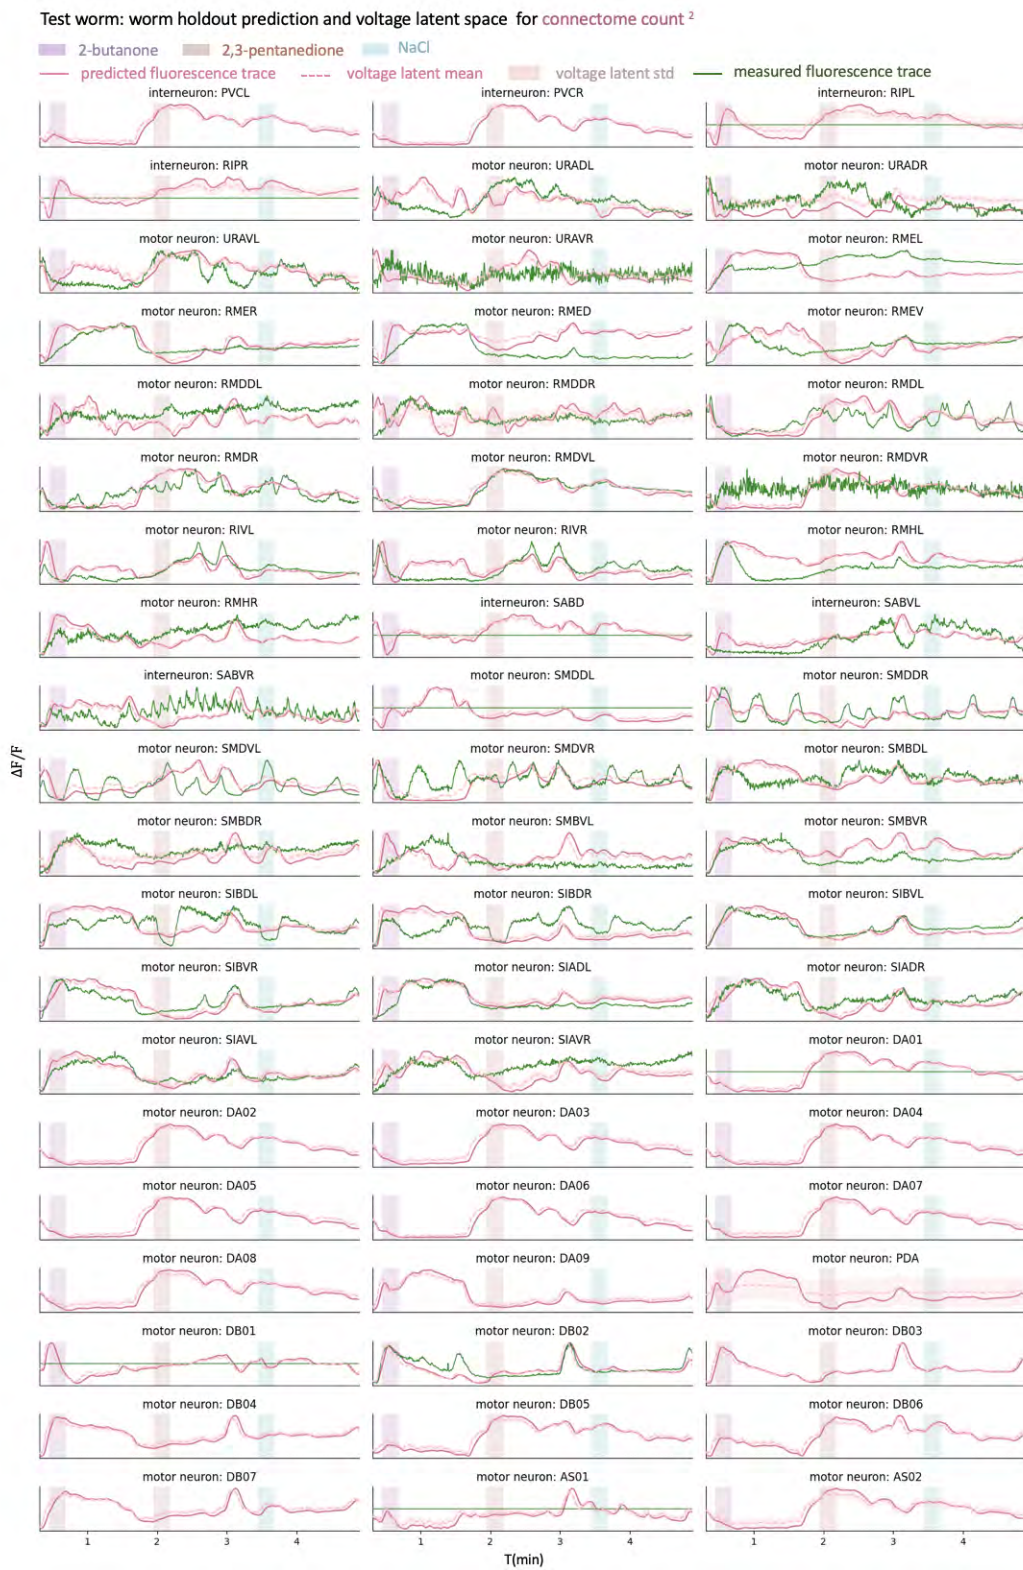 Test worm: worm holdout prediction and voltage latent space for connectome count 2
2-butanone 2,3-pentanedione NaCl
predicted fluorescence trace voltage latent mean voltage latent std measured fluorescence trace
interneuron: PVCL interneuron: PVCR interneuron: RIPL
interneuron: RIPR motor neuron: URADL motor neuron: URADR
motor neuron: URAVL motor neuron: URAVR motor neuron: RMEL
motor neuron: RMER motor neuron: RMED motor neuron: RMEV
motor neuron: RMDDL motor neuron: RMDDR motor neuron: RMDL
motor neuron: RMDR motor neuron: RMDVL motor neuron: RMDVR
motor neuron: RIVL motor neuron: RIVR motor neuron: RMHL
motor neuron: RMHR interneuron: SABD interneuron: SABVL
interneuron: SABVR motor neuron: SMDDL motor neuron: SMDDR
motor neuron: SMDVL motor neuron: SMDVR motor neuron: SMBDL
motor neuron: SMBDR motor neuron: SMBVL motor neuron: SMBVR
motor neuron: SIBDL motor neuron: SIBDR motor neuron: SIBVL
motor neuron: SIBVR motor neuron: SIADL motor neuron: SIADR
motor neuron: SIAVL motor neuron: SIAVR motor neuron: DA01
motor neuron: DA02 motor neuron: DA03 motor neuron: DA04
motor neuron: DA05 motor neuron: DA06 motor neuron: DA07
motor neuron: DA08 motor neuron: DA09 motor neuron: PDA
motor neuron: DB01 motor neuron: DB02 motor neuron: DB03
motor neuron: DB04 motor neuron: DB05 motor neuron: DB06
motor neuron: DB07 motor neuron: AS01 motor neuron: AS02
1 2 3 4 1 2 3 4 1 2 3 4
T(min)
ΔF/F